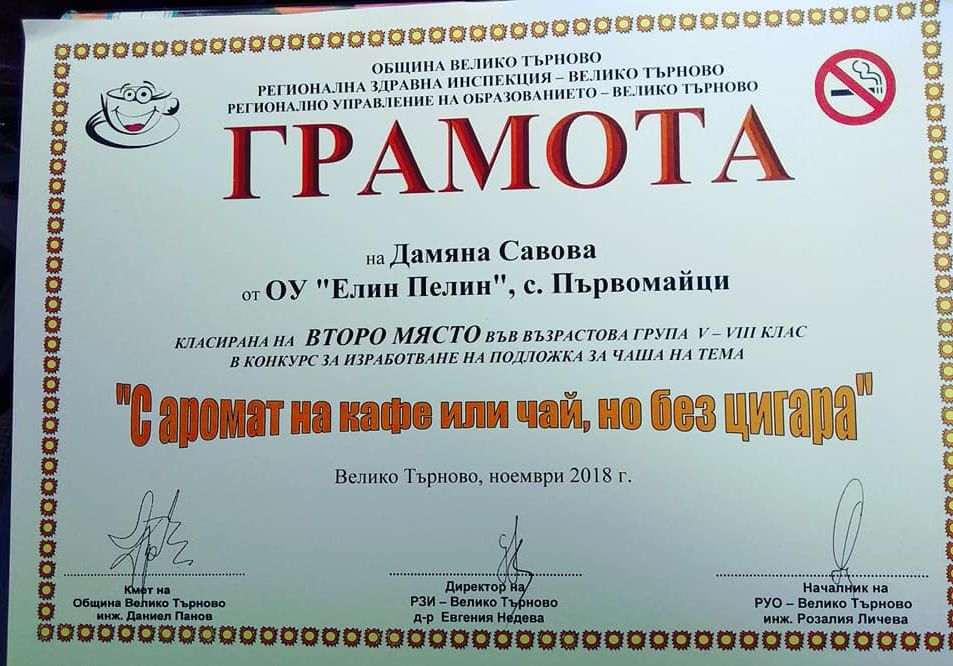 ОБЩИНА ВЕЛИКО ТЪРНОВО
РЕГИОНАЛНА ЗДРАВНА ИНСПЕКЦИЯ – ВЕЛИКО ТЪРНОВО
РЕГИОНАЛНО УПРАВЛЕНИЕ НА ОБРАЗОВАНИЕТО – ВЕЛИКО ТЪРНОВО
ГРАМОТА
на Дамяна Савова
от ОУ "Елин Пелин", с. Първомайци
КЛАСИРАНА НА ВТОРО МЯСТО ВЪВ ВЪЗРАСТОВА ГРУПА V – VIII КЛАС
В КОНКУРС ЗА ИЗРАБОТВАНЕ НА ПОДЛОЖКА ЗА ЧАША НА ТЕМА
"С аромат на кафе или чай, но без цигара"
Велико Търново, ноември 2018 г.
Кмет на
Община Велико Търново
инж. Даниел Панов
Директор на
РЗИ – Велико Търново
д-р Евгения Недева
Началник на
РУО – Велико Търново
инж. Розалия Личева